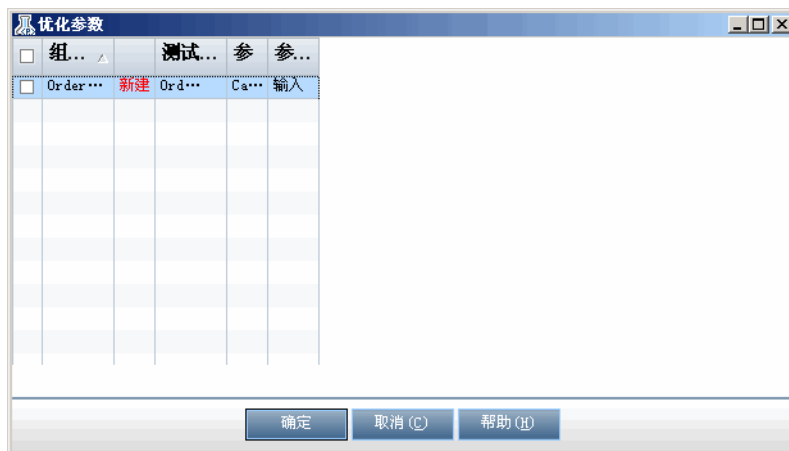 优化参数
组... 测试... 参 参...
Order… 新建 Ord… Ca… 输入
确定 取消(C) 帮助(H)